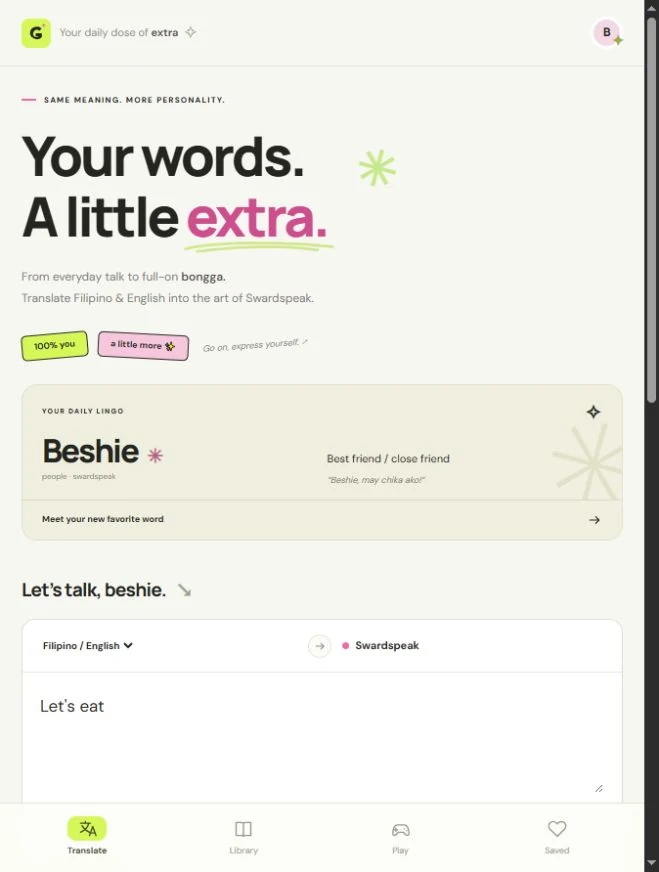 G
Your daily dose of extra
B
SAME MEANING. MORE PERSONALITY.
Your words.
A little extra.
From everyday talk to full-on bongga.
Translate Filipino & English into the art of Swardspeak.
100% you
a little more
Go on, express yourself. ↗
YOUR DAILY LINGO
Beshie
people · swardspeak
Best friend / close friend
"Beshie, may chika ako!"
Meet your new favorite word →
Let's talk, beshie. ↘
Filipino / English
→
Swardspeak
Let's eat
Translate
Library
Play
Saved